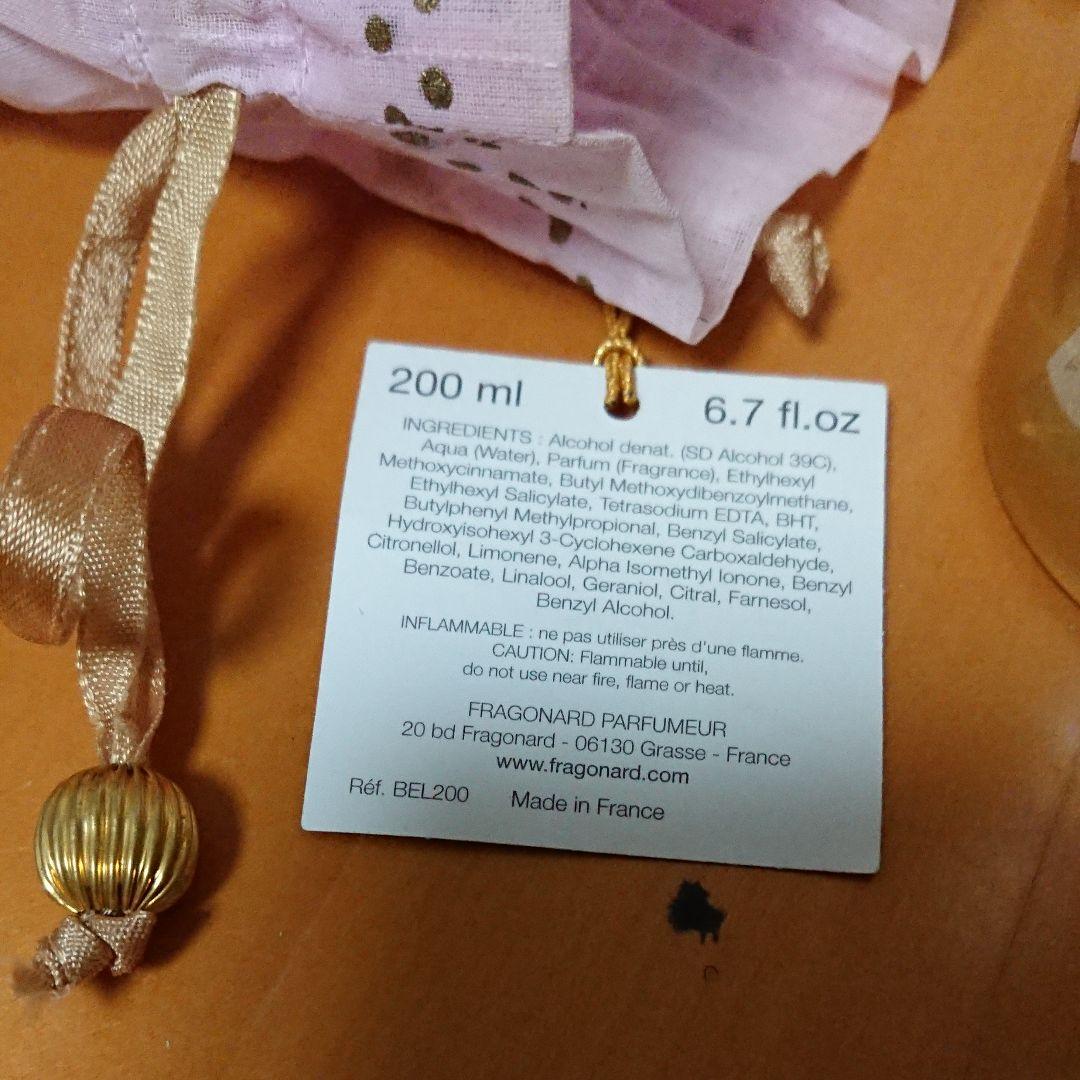 200 ml
6.7 fl.oz
INGREDIENTS : Alcohol denat. (SD Alcohol 39C),
Aqua (Water), Parfum (Fragrance), Ethylhexyl
Methoxycinnamate, Butyl Methoxydibenzoylmethane,
Ethylhexyl Salicylate, Tetrasodium EDTA, BHT,
Butylphenyl Methylpropional, Benzyl Salicylate,
Hydroxyisohexyl 3-Cyclohexene Carboxaldehyde,
Citronellol, Limonene, Alpha Isomethyl Ionone, Benzyl
Benzoate, Linalool, Geraniol, Citral, Farnesol,
Benzyl Alcohol.
INFLAMMABLE : ne pas utiliser près d'une flamme.
CAUTION: Flammable until,
do not use near fire, flame or heat.
FRAGONARD PARFUMEUR
20 bd Fragonard - 06130 Grasse - France
www.fragonard.com
Réf. BEL200 Made in France